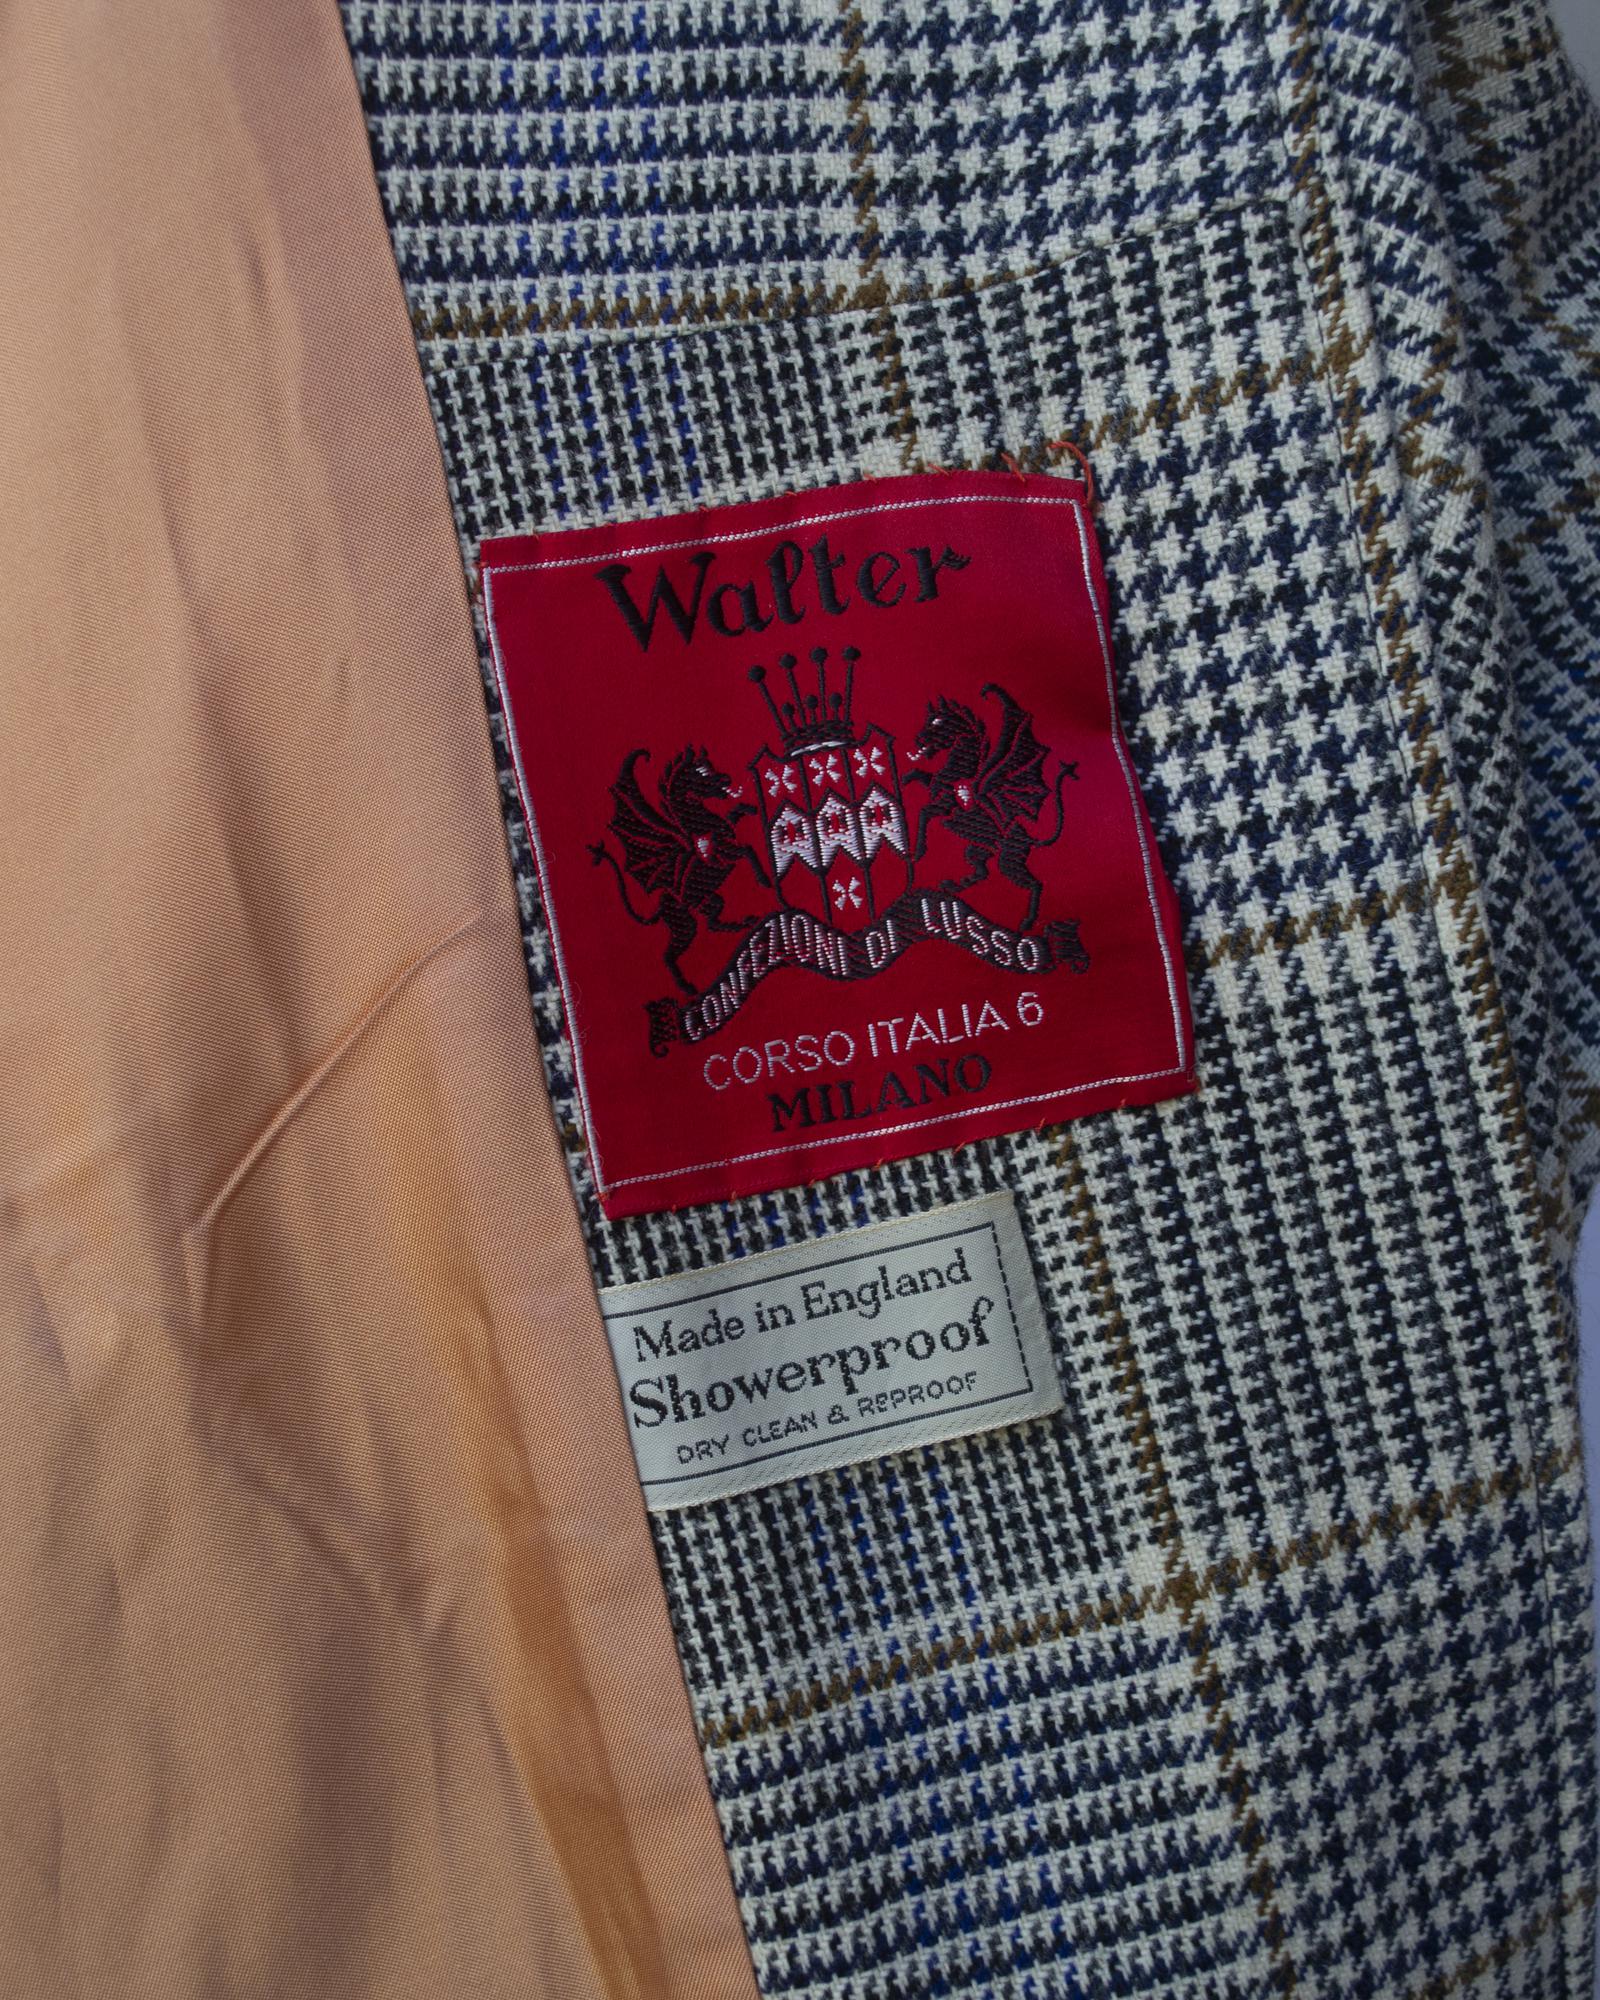 Walter
CONFEZIONI DI LUSSO
CORSO ITALIA 6
MILANO
Made in England
Showerproof
DRY CLEAN & REPROOF